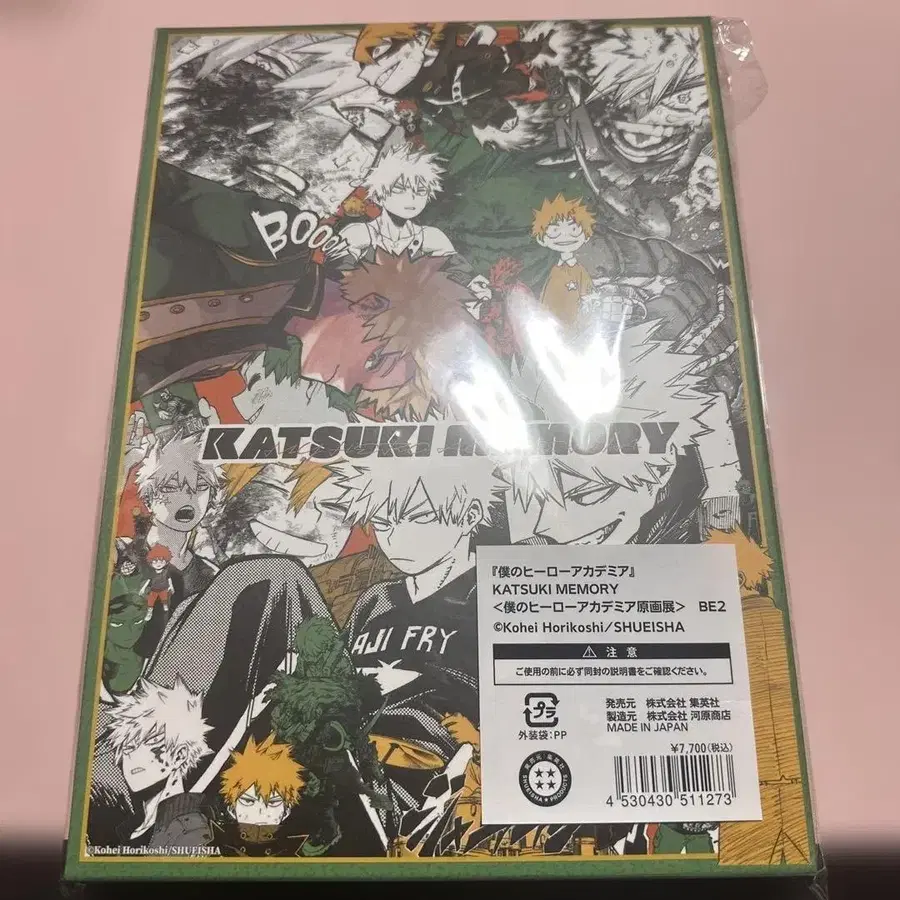 BOOOM
KATSUKI MEMORY
AJI FRY
『僕のヒーローアカデミア』
KATSUKI MEMORY
<僕のヒーローアカデミア原画展> BE2
©Kohei Horikoshi/SHUEISHA
⚠ 注意
ご使用の前に必ず同封の説明書をご確認ください。
プラ
外装袋:PP
発売元 株式会社 集英社
製造元 株式会社 河原商店
MADE IN JAPAN
¥7,700(税込)
SHUEISHA PRODUCTS
4 530430 511273
©Kohei Horikoshi/SHUEISHA